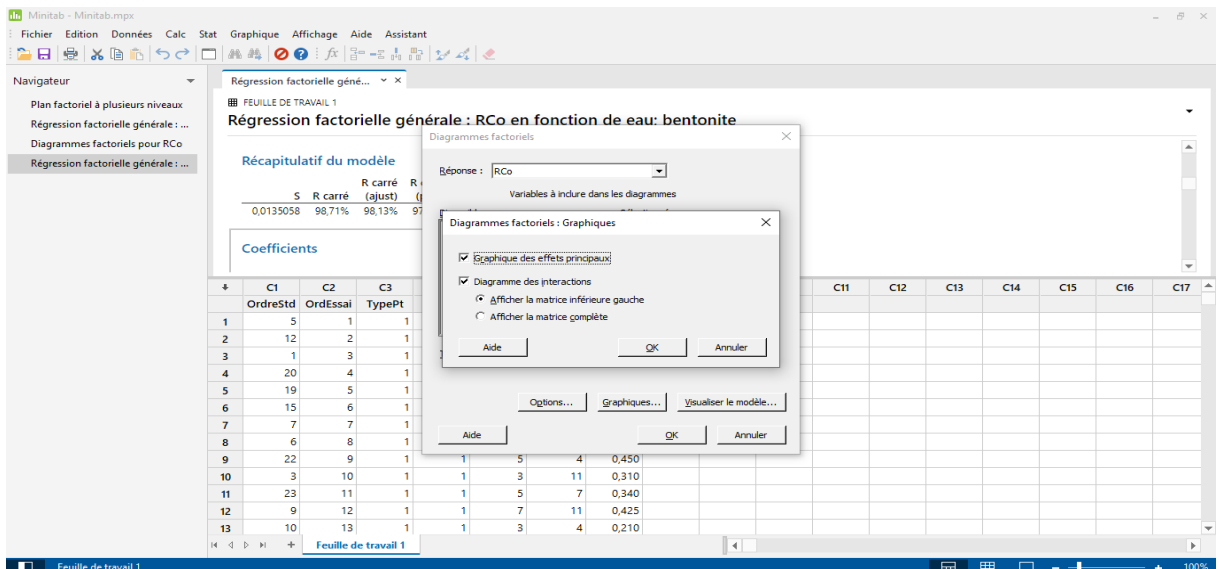 Minitab - Minitab.mpx
Fichier Edition Données Calc Stat Graphique Affichage Aide Assistant
Navigateur
Plan factoriel à plusieurs niveaux
Régression factorielle générale : ...
Diagrammes factoriels pour RCo
Régression factorielle générale : ...
Régression factorielle géné...
FEUILLE DE TRAVAIL 1
Régression factorielle générale : RCo en fonction de eau: bentonite
Récapitulatif du modèle
R carré R
S R carré (ajust)
0,0135058 98,71% 98,13% 97
Coefficients
Diagrammes factoriels
Réponse : RCo
Variables à inclure dans les diagrammes
Diagrammes factoriels : Graphiques
Graphique des effets principaux
Diagramme des interactions
Afficher la matrice inférieure gauche
Afficher la matrice complète
Aide OK Annuler
Options... Graphiques... Visualiser le modèle...
Aide OK Annuler
C1 C2 C3 C11 C12 C13 C14 C15 C16 C17
OrdreStd OrdEssai TypePt
1 5 1 1
2 12 2 1
3 1 3 1
4 20 4 1
5 19 5 1
6 15 6 1
7 7 7 1
8 6 8 1
9 22 9 1 1 5 4 0,450
10 3 10 1 1 3 11 0,310
11 23 11 1 1 5 7 0,340
12 9 12 1 1 7 11 0,425
13 10 13 1 1 3 4 0,210
Feuille de travail 1
Feuille de travail 1 100%